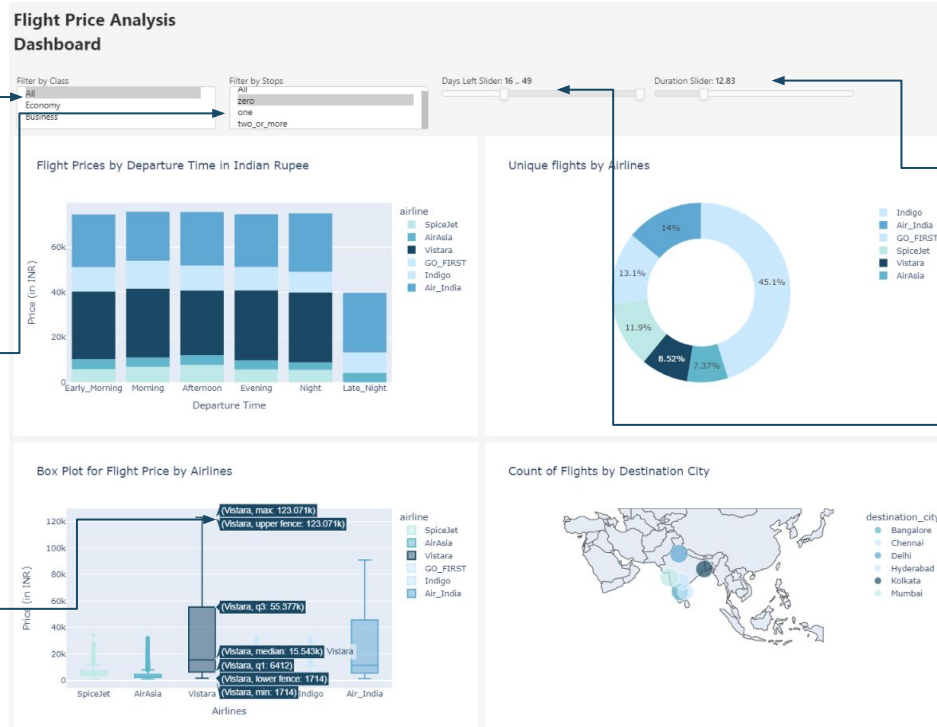 Flight Price Analysis
Dashboard
Filter by Class
All
Economy
Business
Filter by Stops
All
zero
one
two_or_more
Days Left Slider: 16 .. 49
Duration Slider: 12.83
Flight Prices by Departure Time in Indian Rupee
60k
40k
20k
0
Price (in INR)
Early_Morning Morning Afternoon Evening Night Late_Night
Departure Time
airline
SpiceJet
AirAsia
Vistara
GO_FIRST
Indigo
Air_India
Unique flights by Airlines
14%
13.1%
45.1%
11.9%
8.52%
7.37%
Indigo
Air_India
GO_FIRST
SpiceJet
Vistara
AirAsia
Box Plot for Flight Price by Airlines
120k
100k
80k
60k
40k
20k
0
Price (in INR)
(Vistara, max: 123.071k)
(Vistara, upper fence: 123.071k)
(Vistara, q3: 55.377k)
(Vistara, median: 15.543k) Vistara
(Vistara, q1: 6412)
(Vistara, lower fence: 1714)
(Vistara, min: 1714)
SpiceJet AirAsia Vistara Indigo Air_India
Airlines
airline
SpiceJet
AirAsia
Vistara
GO_FIRST
Indigo
Air_India
Count of Flights by Destination City
destination_city
Bangalore
Chennai
Delhi
Hyderabad
Kolkata
Mumbai